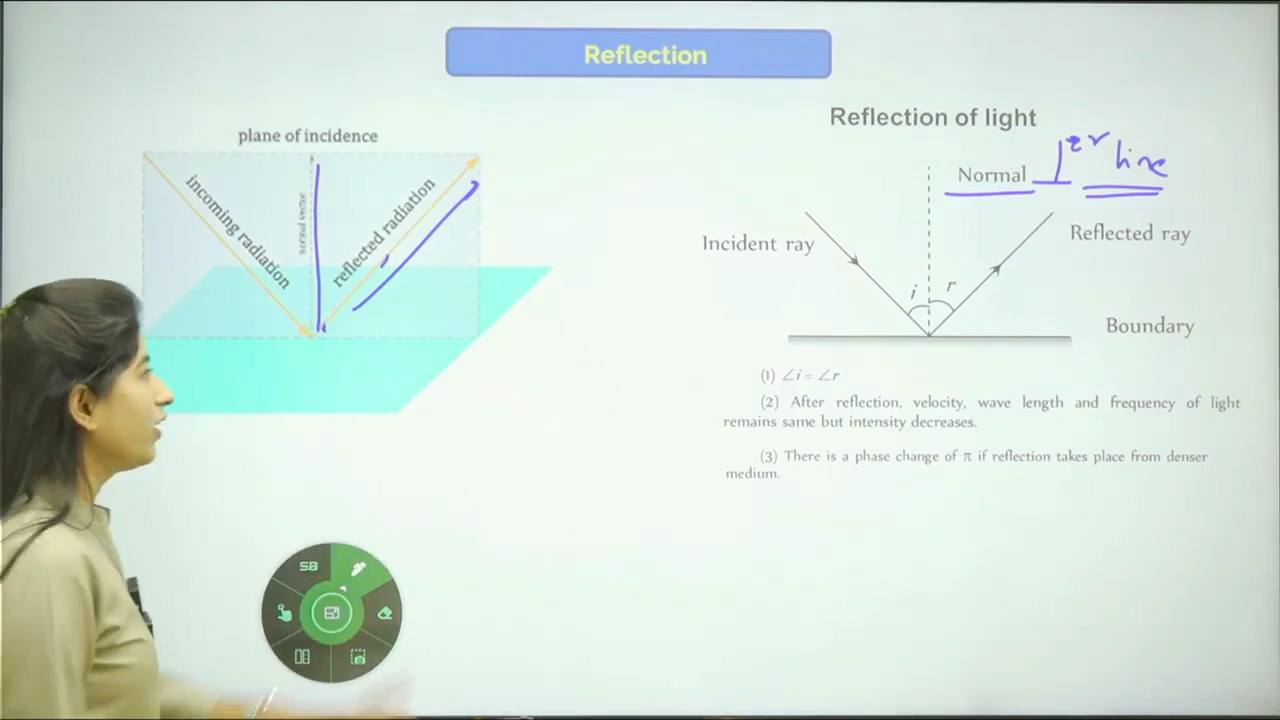 Reflection
plane of incidence
incoming radiation
normal vector
reflected radiation
Reflection of light
Normal ⊥er line
Incident ray
Reflected ray
i r
Boundary
(1) ∠i = ∠r
(2) After reflection, velocity, wave length and frequency of light
remains same but intensity decreases.
(3) There is a phase change of π if reflection takes place from denser
medium.
SB